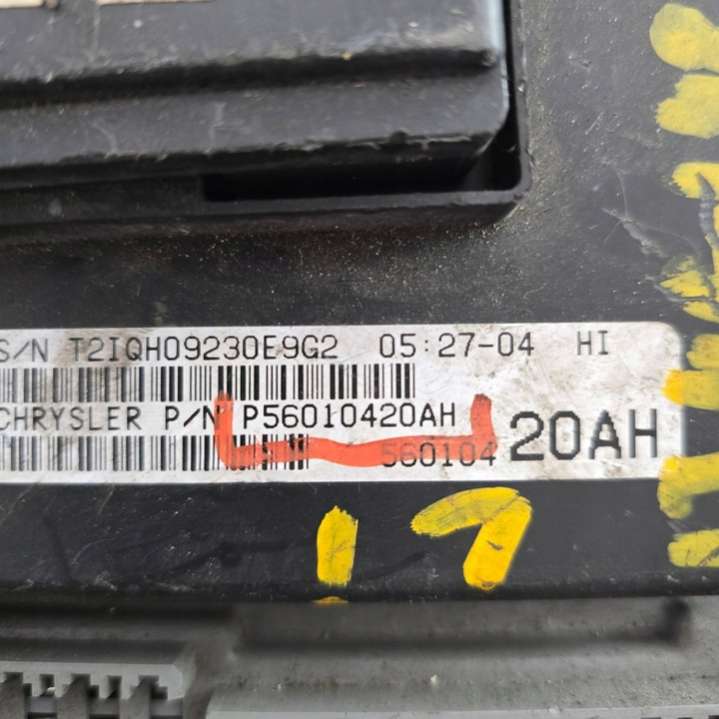 S/N T2IQH09230E9G2 05:27-04 HI
CHRYSLER P/N P56010420AH
560104 20AH